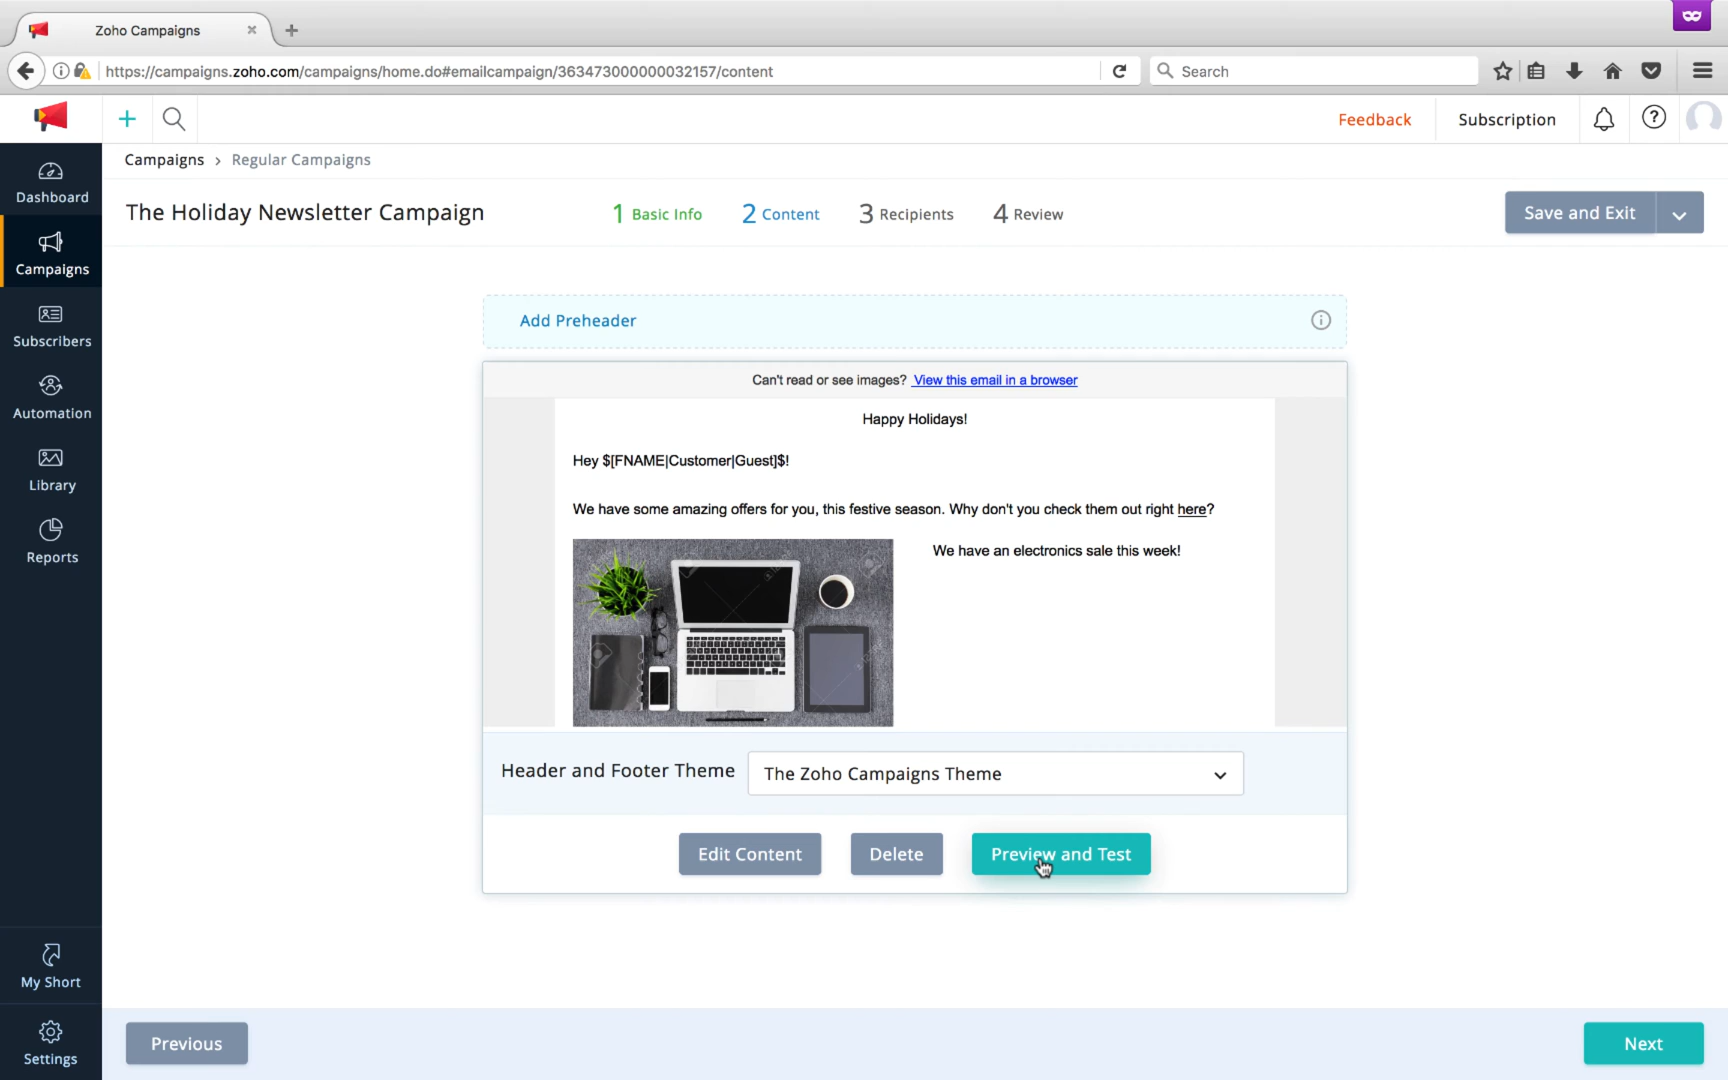 Zoho Campaigns
https://campaigns.zoho.com/campaigns/home.do#emailcampaign/363473000000032157/content
Search
Feedback
Subscription
Dashboard
Campaigns
Subscribers
Automation
Library
Reports
My Short
Settings
Campaigns › Regular Campaigns
The Holiday Newsletter Campaign
1 Basic Info
2 Content
3 Recipients
4 Review
Save and Exit
Add Preheader
Can't read or see images? View this email in a browser
Happy Holidays!
Hey $[FNAME|Customer|Guest]$!
We have some amazing offers for you, this festive season. Why don't you check them out right here?
We have an electronics sale this week!
Header and Footer Theme
The Zoho Campaigns Theme
Edit Content
Delete
Preview and Test
Previous
Next